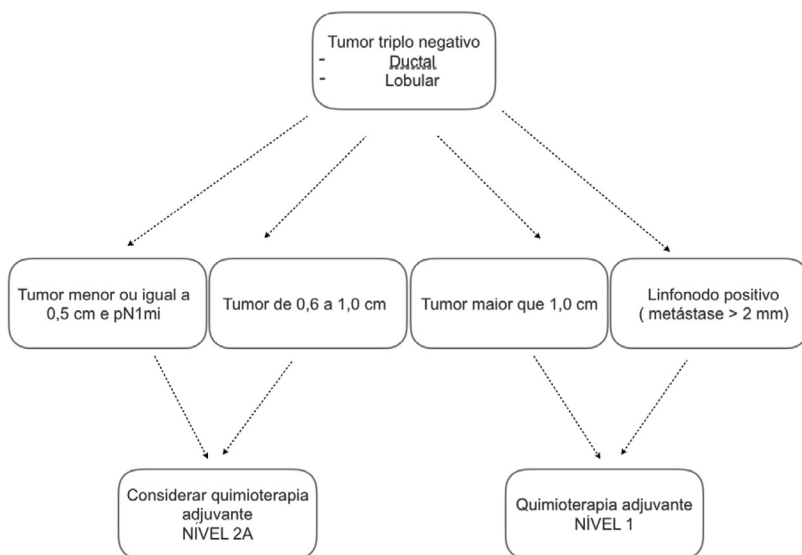 Tumor triplo negativo
- Ductal
- Lobular
Tumor menor ou igual a
0,5 cm e pN1mi
Tumor de 0,6 a 1,0 cm
Tumor maior que 1,0 cm
Linfonodo positivo
( metástase > 2 mm)
Considerar quimioterapia
adjuvante
NÍVEL 2A
Quimioterapia adjuvante
NÍVEL 1